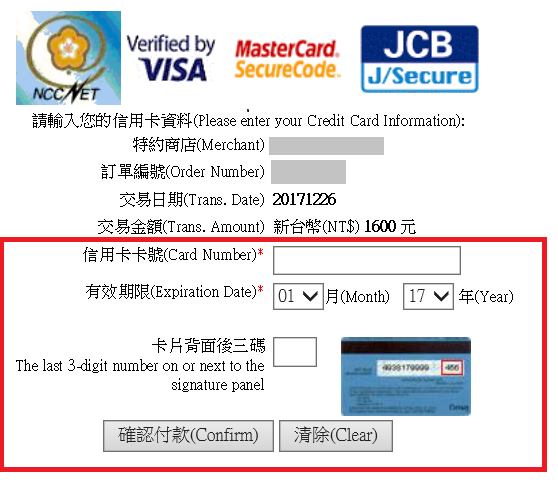 NCCNET
Verified by
VISA
MasterCard.
SecureCode.
JCB
J/Secure
請輸入您的信用卡資料(Please enter your Credit Card Information):
特約商店(Merchant)
訂單編號(Order Number)
交易日期(Trans. Date) 20171226
交易金額(Trans. Amount) 新台幣(NT$) 1600 元
信用卡卡號(Card Number)*
有效期限(Expiration Date)* 01 月(Month) 17 年(Year)
卡片背面後三碼
The last 3-digit number on or next to the
signature panel
4938179999 466
確認付款(Confirm) 清除(Clear)